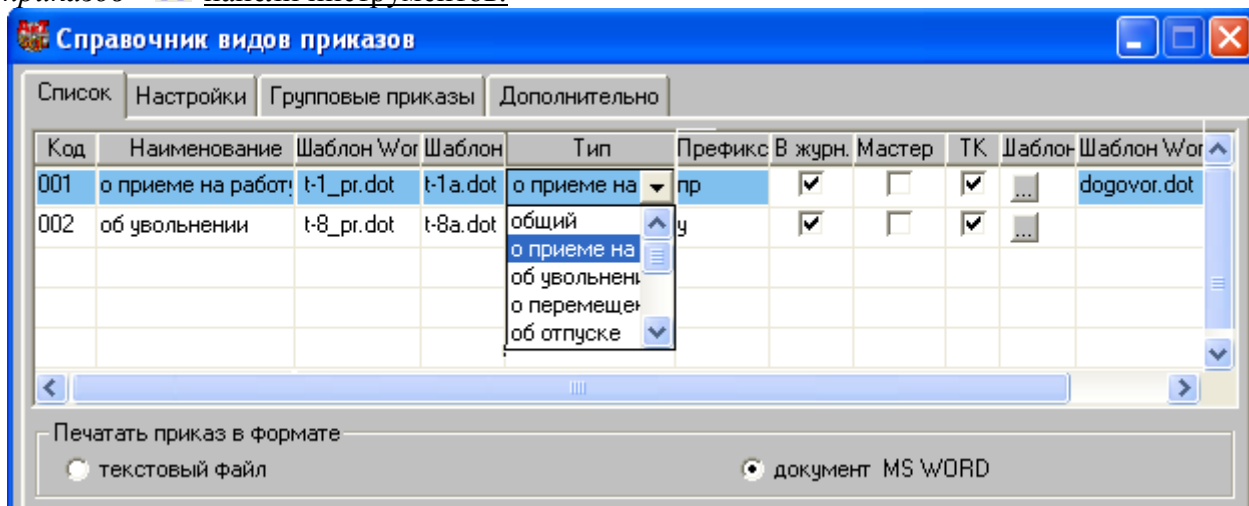 приказов» панели инструментов.
Справочник видов приказов
Список Настройки Групповые приказы Дополнительно
Код Наименование Шаблон Wor Шаблон Тип Префикс В журн. Мастер ТК Шаблон Шаблон Wor
001 о приеме на работу t-1_pr.dot t-1a.dot о приеме на пр ... dogovor.dot
002 об увольнении t-8_pr.dot t-8a.dot у ...
общий
о приеме на
об увольнени
о перемещен
об отпуске
Печатать приказ в формате
текстовый файл документ MS WORD